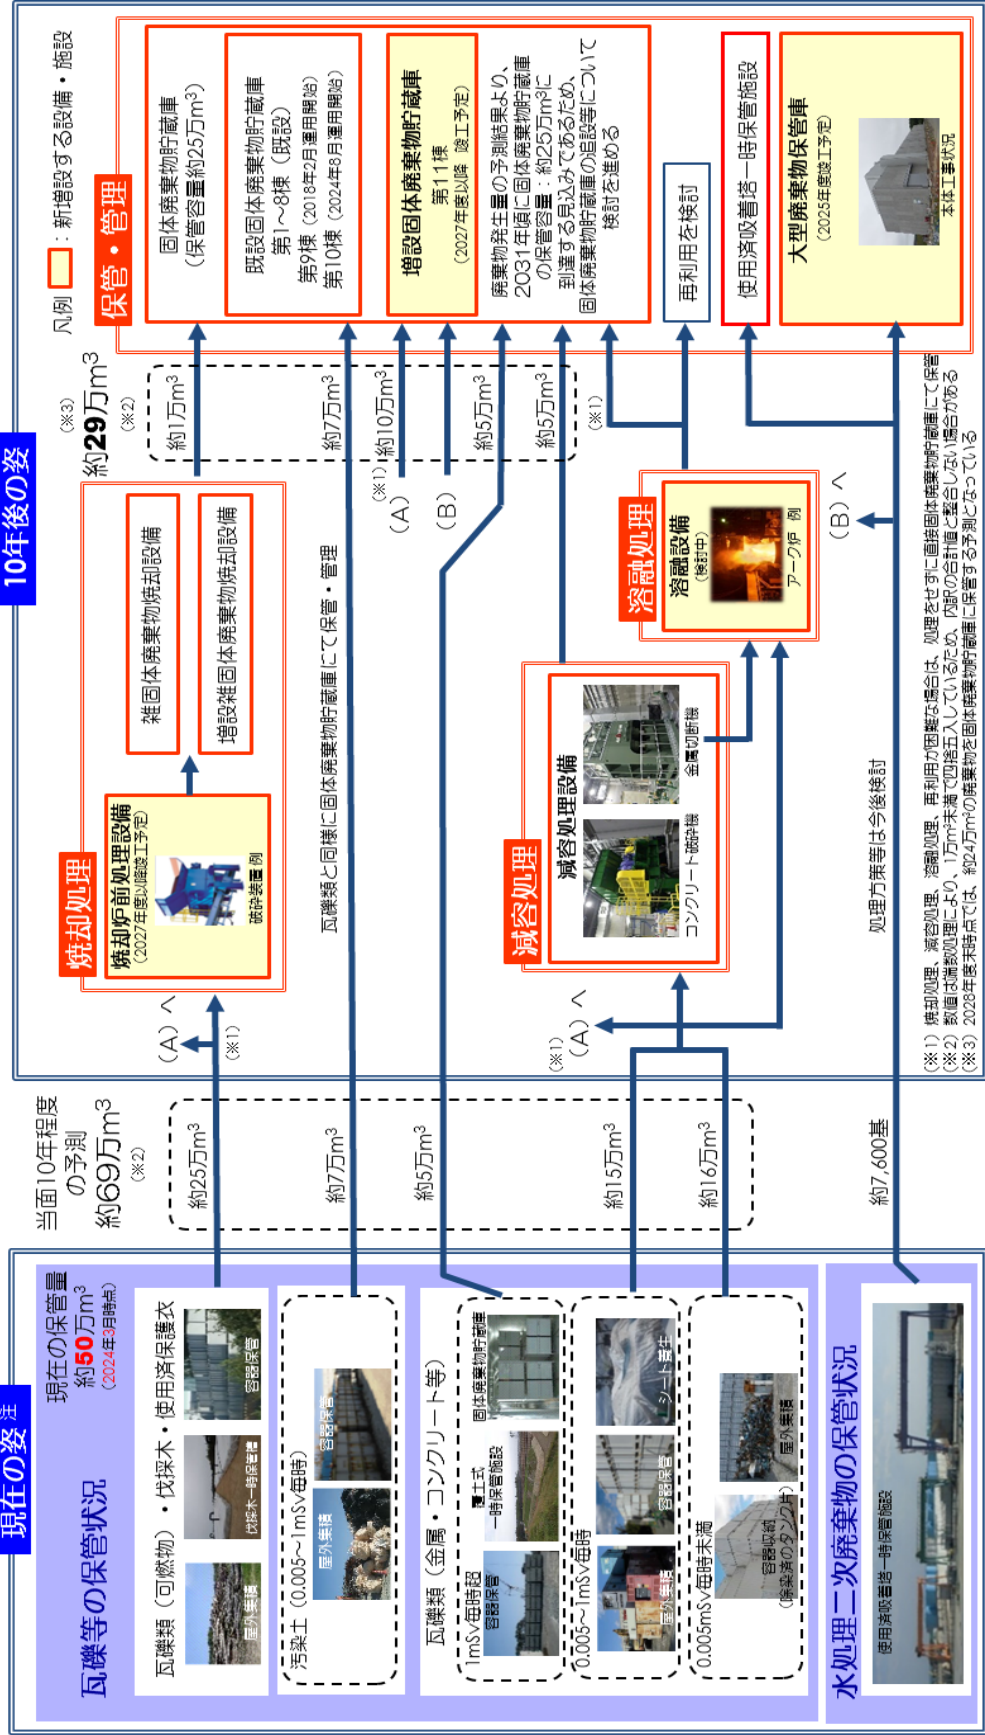 現在の姿 注
瓦礫等の保管状況
現在の保管量
約50万m³
(2024年3月時点)
瓦礫類(可燃物)・伐採木・使用済保護衣
屋外集積
伐採木一時保管槽
容器保管
汚染土(0.005~1mSv毎時)
屋外集積
容器保管
瓦礫類(金属・コンクリート等)
1mSv毎時超
容器保管
覆土式
一時保管施設
固体廃棄物貯蔵庫
0.005~1mSv毎時
屋外集積
容器保管
シート養生
0.005mSv毎時未満
容器収納
(除染済のタンク片)
屋外集積
水処理二次廃棄物の保管状況
使用済吸着塔一時保管施設
当面10年程度
の予測
約69万m³
(※2)
約25万m³
約7万m³
約5万m³
約15万m³
約16万m³
約7,600基
10年後の姿
(A)へ
(※1)
焼却処理
焼却炉前処理設備
(2027年度以降竣工予定)
破砕装置例
雑固体廃棄物焼却設備
増設雑固体廃棄物焼却設備
瓦礫類と同様に固体廃棄物貯蔵庫にて保管・管理
(※1)
(A)へ
減容処理
減容処理設備
コンクリート破砕機
金属切断機
溶融処理
溶融設備
(検討中)
アーク炉 例
処理方策等は今後検討
(B)へ
(※3)
約29万m³
(※2)
約1万m³
約7万m³
約10万m³
(※1)
(A)
(B)
約5万m³
約5万m³
(※1)
凡例 :新増設する設備・施設
保管・管理
固体廃棄物貯蔵庫
(保管容量約25万m³)
既設固体廃棄物貯蔵庫
第1~8棟(既設)
第9棟(2018年2月運用開始)
第10棟(2024年8月運用開始)
増設固体廃棄物貯蔵庫
第11棟
(2027年度以降 竣工予定)
廃棄物発生量の予測結果より、
2031年頃に固体廃棄物貯蔵庫
の保管容量:約25万m³に
到達する見込みであるため、
固体廃棄物貯蔵庫の追設等について
検討を進める
再利用を検討
使用済吸着塔一時保管施設
大型廃棄物保管庫
(2025年度竣工予定)
本体工事状況
(※1) 焼却処理、減容処理、溶融処理、再利用が困難な場合は、処理をせずに直接固体廃棄物貯蔵庫にて保管
(※2) 数値は端数処理により、1万m³未満で四捨五入しているため、内訳の合計値と整合しない場合がある
(※3) 2028年度末時点では、約24万m³の廃棄物を固体廃棄物貯蔵庫に保管する予測となっている